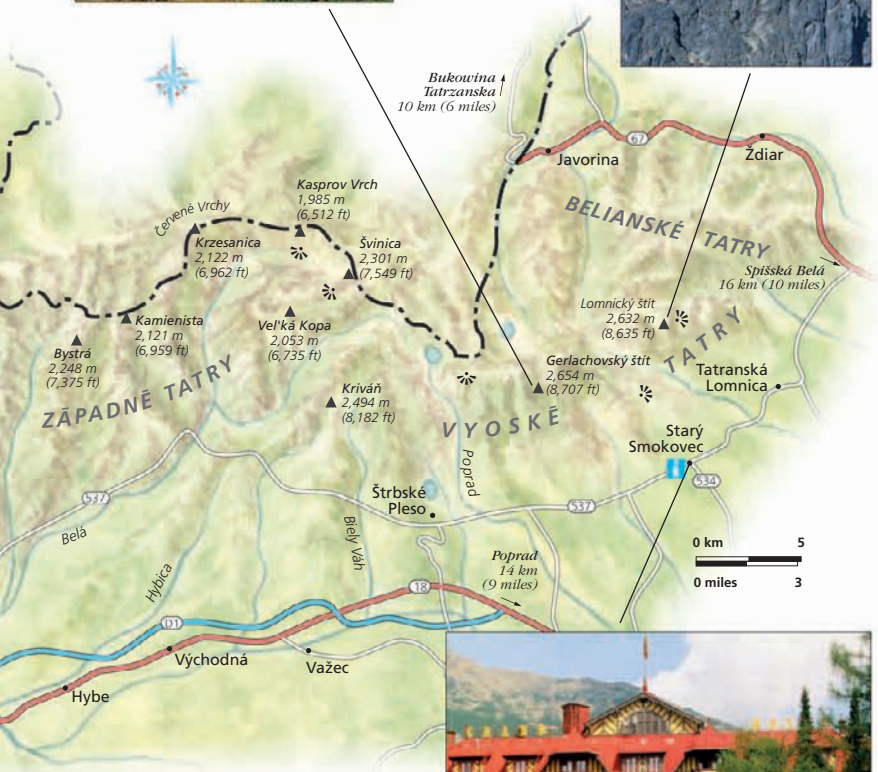 Bukowina
Tatrzanska
10 km (6 miles)
67
Javorina
Ždiar
Kasprov Vrch
1,985 m
(6,512 ft)
Červené Vrchy
Krzesanica
2,122 m
(6,962 ft)
Švinica
2,301 m
(7,549 ft)
BELIANSKÉ TATRY
Spišská Belá
16 km (10 miles)
Lomnický štít
2,632 m
(8,635 ft)
Kamienista
2,121 m
(6,959 ft)
Vel'ká Kopa
2,053 m
(6,735 ft)
Bystrá
2,248 m
(7,375 ft)
Gerlachovský štít
2,654 m
(8,707 ft)
Tatranská
Lomnica
Kriváň
2,494 m
(8,182 ft)
ZÁPADNÉ TATRY
VYOSKÉ TATRY
Starý
Smokovec
534
Poprad
Štrbské
Pleso
537
537
Belá
Hybica
Biely Váh
0 km 5
0 miles 3
Poprad
14 km
(9 miles)
18
D1
Východná
Važec
Hybe
GRAND